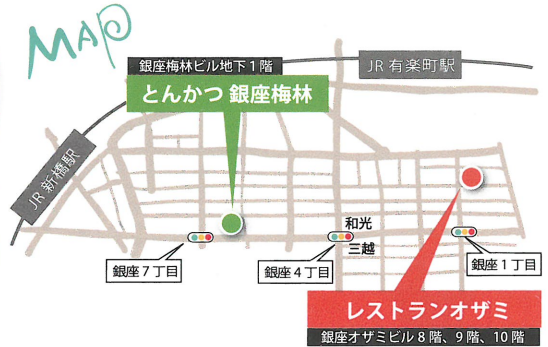 MAP
銀座梅林ビル地下1階
とんかつ 銀座梅林
JR 有楽町駅
JR 新橋駅
和光
三越
銀座7丁目
銀座4丁目
銀座1丁目
レストランオザミ
銀座オザミビル8階、9階、10階